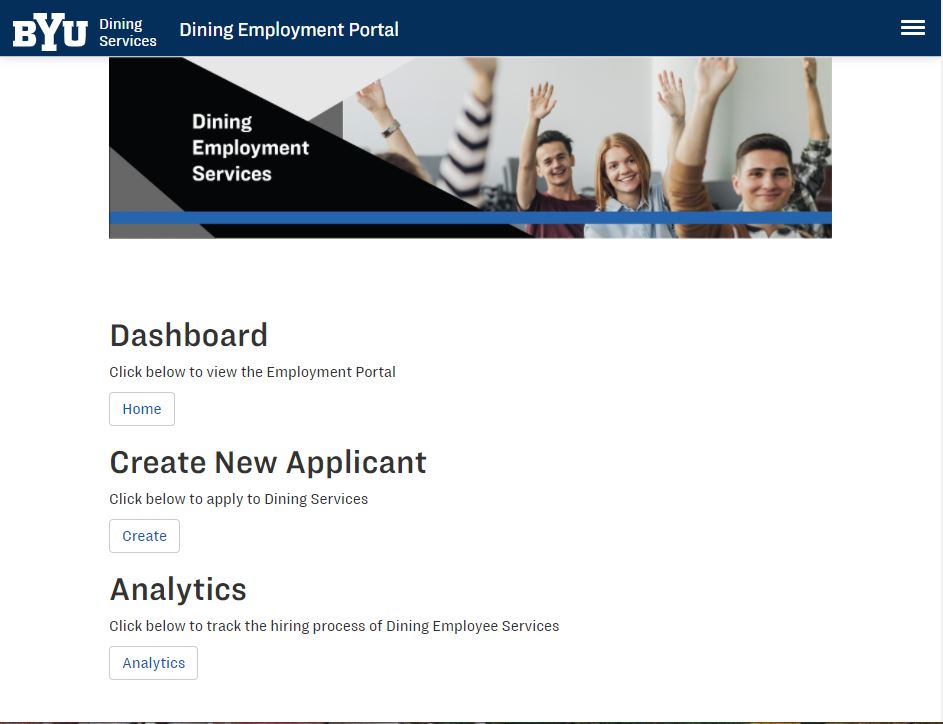 BYU
Dining
Services
Dining Employment Portal
Dining
Employment
Services
Dashboard
Click below to view the Employment Portal
Home
Create New Applicant
Click below to apply to Dining Services
Create
Analytics
Click below to track the hiring process of Dining Employee Services
Analytics